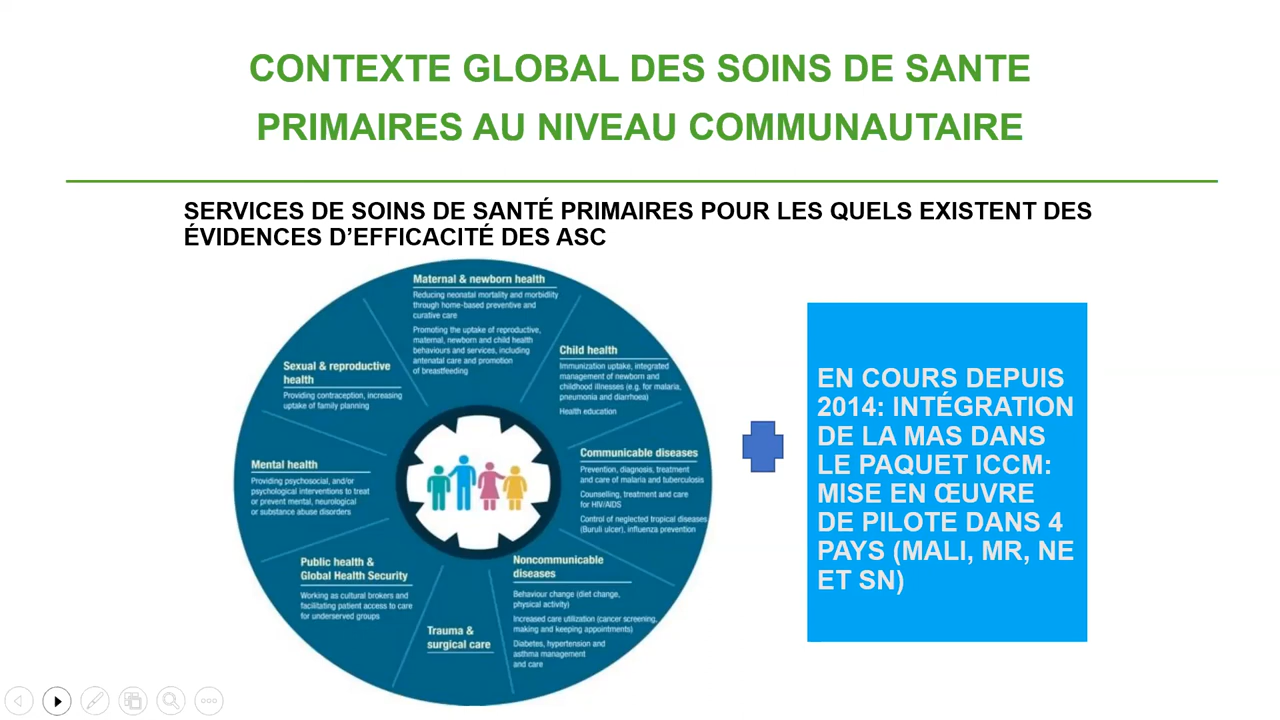 CONTEXTE GLOBAL DES SOINS DE SANTE
PRIMAIRES AU NIVEAU COMMUNAUTAIRE
SERVICES DE SOINS DE SANTÉ PRIMAIRES POUR LES QUELS EXISTENT DES
ÉVIDENCES D'EFFICACITÉ DES ASC
Maternal & newborn health
Reducing neonatal mortality and morbidity
through home-based preventive and
curative care
Promoting the uptake of reproductive,
maternal, newborn and child health
behaviours and services, including
antenatal care and promotion
of breastfeeding
Child health
Immunization uptake, integrated
management of newborn and
childhood illnesses (e.g. for malaria,
pneumonia and diarrhoea)
Health education
Communicable diseases
Prevention, diagnosis, treatment
and care of malaria and tuberculosis
Counselling, treatment and care
for HIV/AIDS
Control of neglected tropical diseases
(Buruli ulcer), influenza prevention
Noncommunicable
diseases
Behaviour change (diet change,
physical activity)
Increased care utilization (cancer screening,
making and keeping appointments)
Diabetes, hypertension and
asthma management
and care
Trauma &
surgical care
Public health &
Global Health Security
Working as cultural brokers and
facilitating patient access to care
for underserved groups
Mental health
Providing psychosocial, and/or
psychological interventions to treat
or prevent mental, neurological
or substance abuse disorders
Sexual & reproductive
health
Providing contraception, increasing
uptake of family planning
EN COURS DEPUIS
2014: INTÉGRATION
DE LA MAS DANS
LE PAQUET ICCM:
MISE EN ŒUVRE
DE PILOTE DANS 4
PAYS (MALI, MR, NE
ET SN)